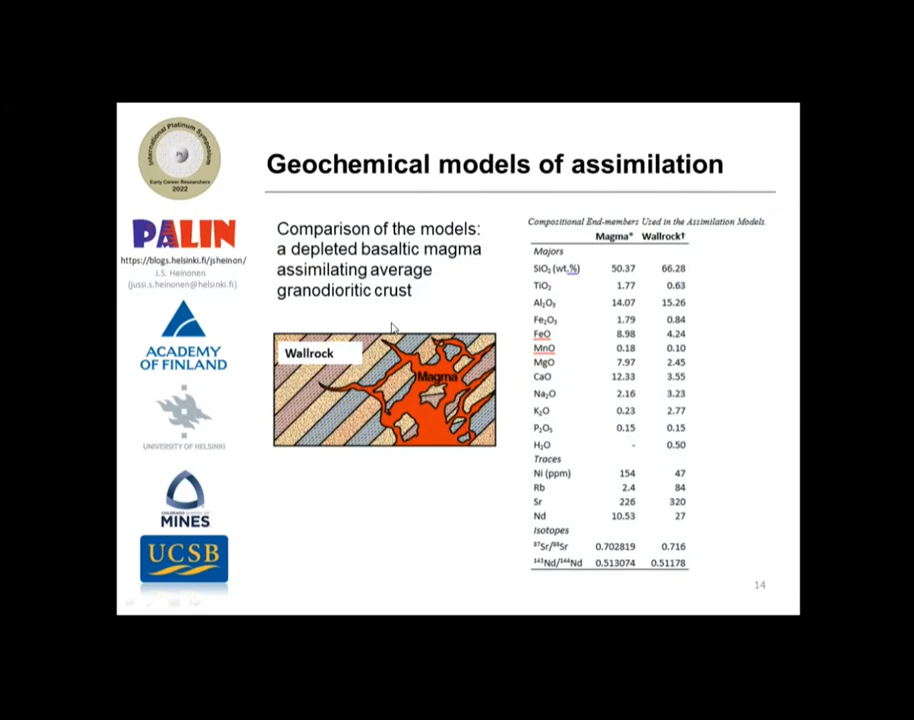 International Platinum Symposium
Early Career Researchers
2022
Geochemical models of assimilation
PALIN
https://blogs.helsinki.fi/jsheinon/
J.S. Heinonen
(jussi.s.heinonen@helsinki.fi)
ACADEMY
OF FINLAND
UNIVERSITY OF HELSINKI
COLORADO SCHOOL OF
MINES
UCSB
Comparison of the models:
a depleted basaltic magma
assimilating average
granodioritic crust
Wallrock
Magma
Compositional End-members Used in the Assimilation Models.
Magma* Wallrock†
Majors
SiO₂ (wt.%) 50.37 66.28
TiO₂ 1.77 0.63
Al₂O₃ 14.07 15.26
Fe₂O₃ 1.79 0.84
FeO 8.98 4.24
MnO 0.18 0.10
MgO 7.97 2.45
CaO 12.33 3.55
Na₂O 2.16 3.23
K₂O 0.23 2.77
P₂O₅ 0.15 0.15
H₂O - 0.50
Traces
Ni (ppm) 154 47
Rb 2.4 84
Sr 226 320
Nd 10.53 27
Isotopes
⁸⁷Sr/⁸⁶Sr 0.702819 0.716
¹⁴³Nd/¹⁴⁴Nd 0.513074 0.51178
14